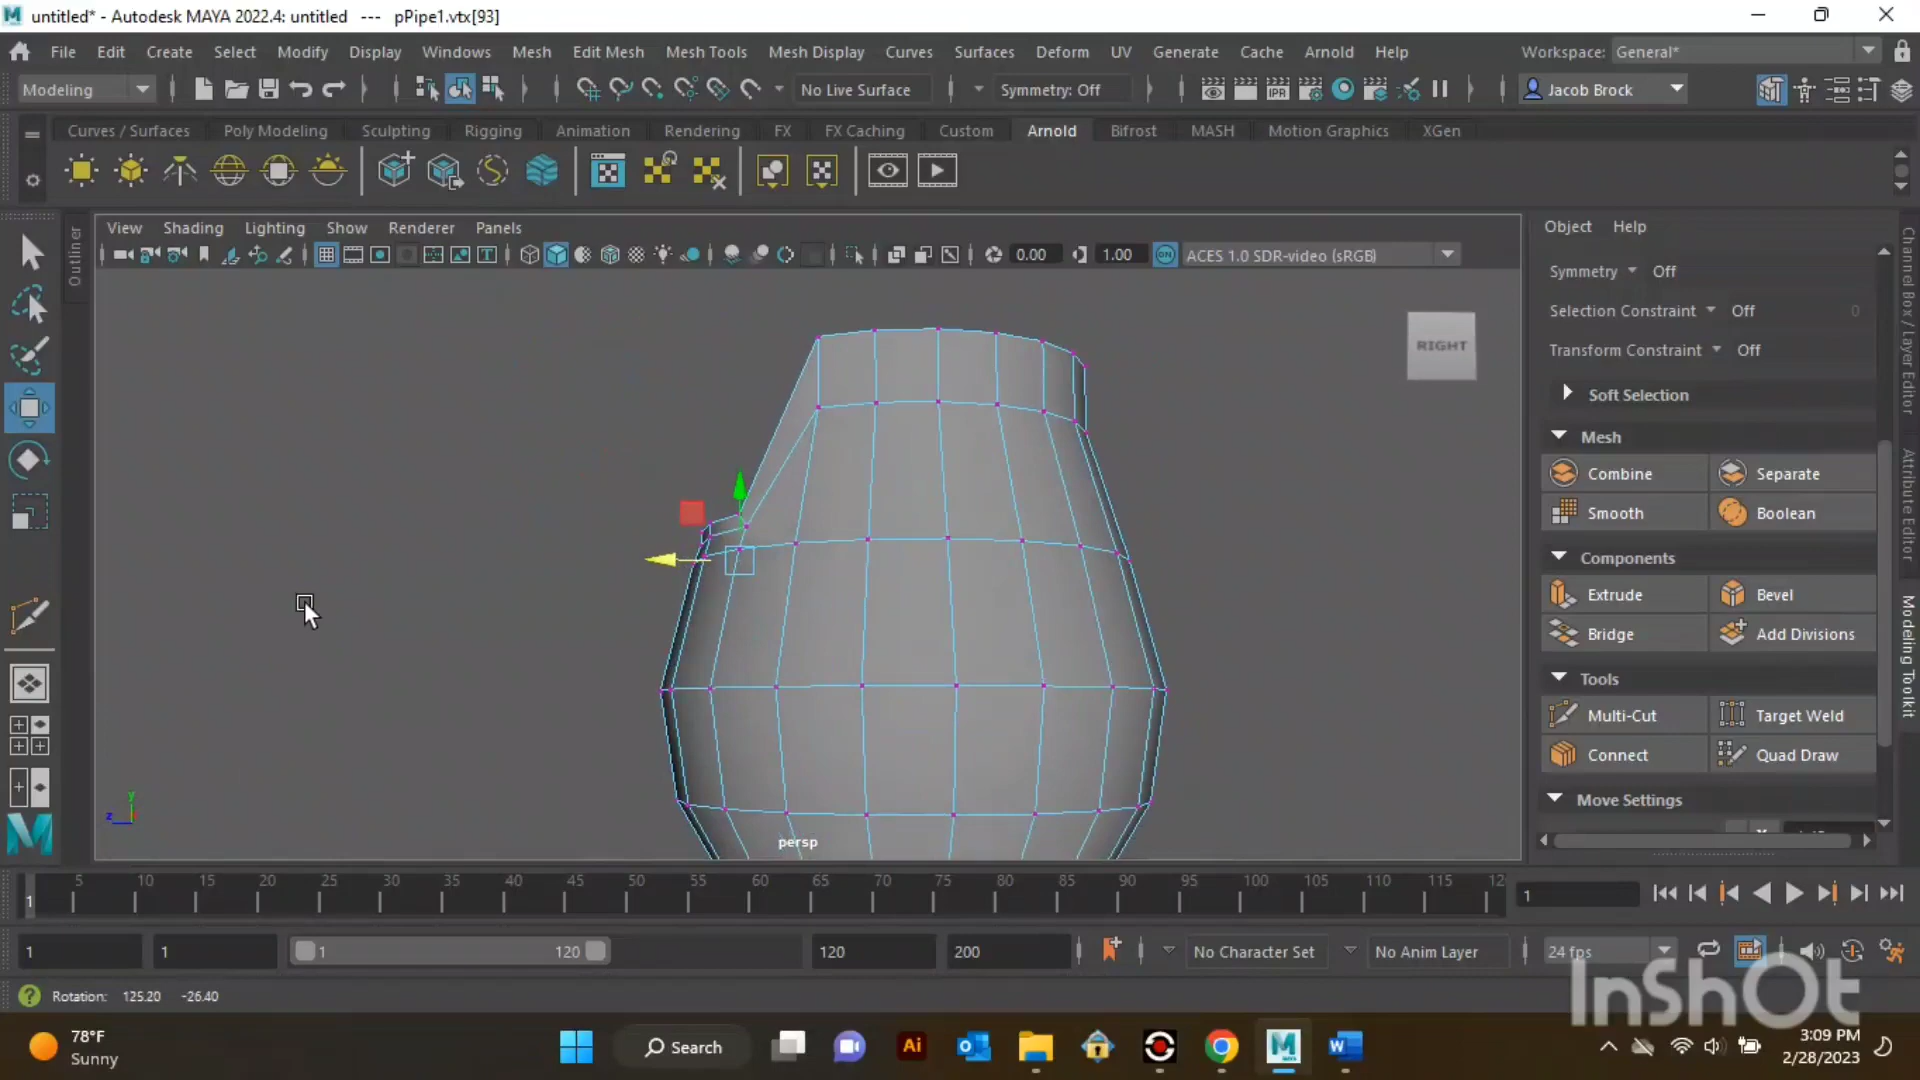 untitled* - Autodesk MAYA 2022.4: untitled --- pPipe1.vtx[93]
File Edit Create Select Modify Display Windows Mesh Edit Mesh Mesh Tools Mesh Display Curves Surfaces Deform UV Generate Cache Arnold Help Workspace: General*
Modeling No Live Surface Symmetry: Off IPR Jacob Brock
Curves / Surfaces Poly Modeling Sculpting Rigging Animation Rendering FX FX Caching Custom Arnold Bifrost MASH Motion Graphics XGen
View Shading Lighting Show Renderer Panels
0.00 1.00 ON ACES 1.0 SDR-video (sRGB)
Outliner
RIGHT
persp
y
z
Object Help
Symmetry Off
Selection Constraint Off 0
Transform Constraint Off
Soft Selection
Mesh
Combine Separate
Smooth Boolean
Components
Extrude Bevel
Bridge Add Divisions
Tools
Multi-Cut Target Weld
Connect Quad Draw
Move Settings
Channel Box / Layer Editor
Attribute Editor
Modeling Toolkit
5 10 15 20 25 30 35 40 45 50 55 60 65 70 75 80 85 90 95 100 105 110 115 12
1 1
1 1 1 120 120 200 No Character Set No Anim Layer 24 fps
Rotation: 125.20 -26.40
InShOt
78°F
Sunny
Search
Ai
3:09 PM
2/28/2023